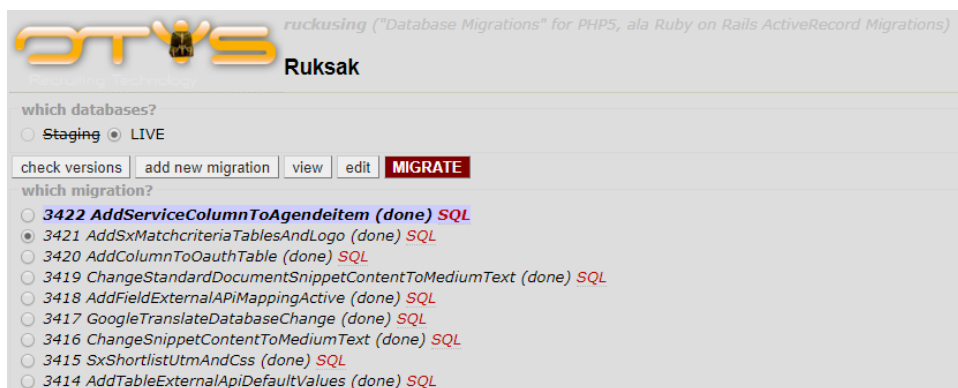 OTYS
ruckusing ("Database Migrations" for PHP5, ala Ruby on Rails ActiveRecord Migrations)
Recruiting Technology
Ruksak
which databases?
Staging LIVE
check versions add new migration view edit MIGRATE
which migration?
3422 AddServiceColumnToAgendeitem (done) SQL
3421 AddSxMatchcriteriaTablesAndLogo (done) SQL
3420 AddColumnToOauthTable (done) SQL
3419 ChangeStandardDocumentSnippetContentToMediumText (done) SQL
3418 AddFieldExternalAPiMappingActive (done) SQL
3417 GoogleTranslateDatabaseChange (done) SQL
3416 ChangeSnippetContentToMediumText (done) SQL
3415 SxShortlistUtmAndCss (done) SQL
3414 AddTableExternalApiDefaultValues (done) SQL